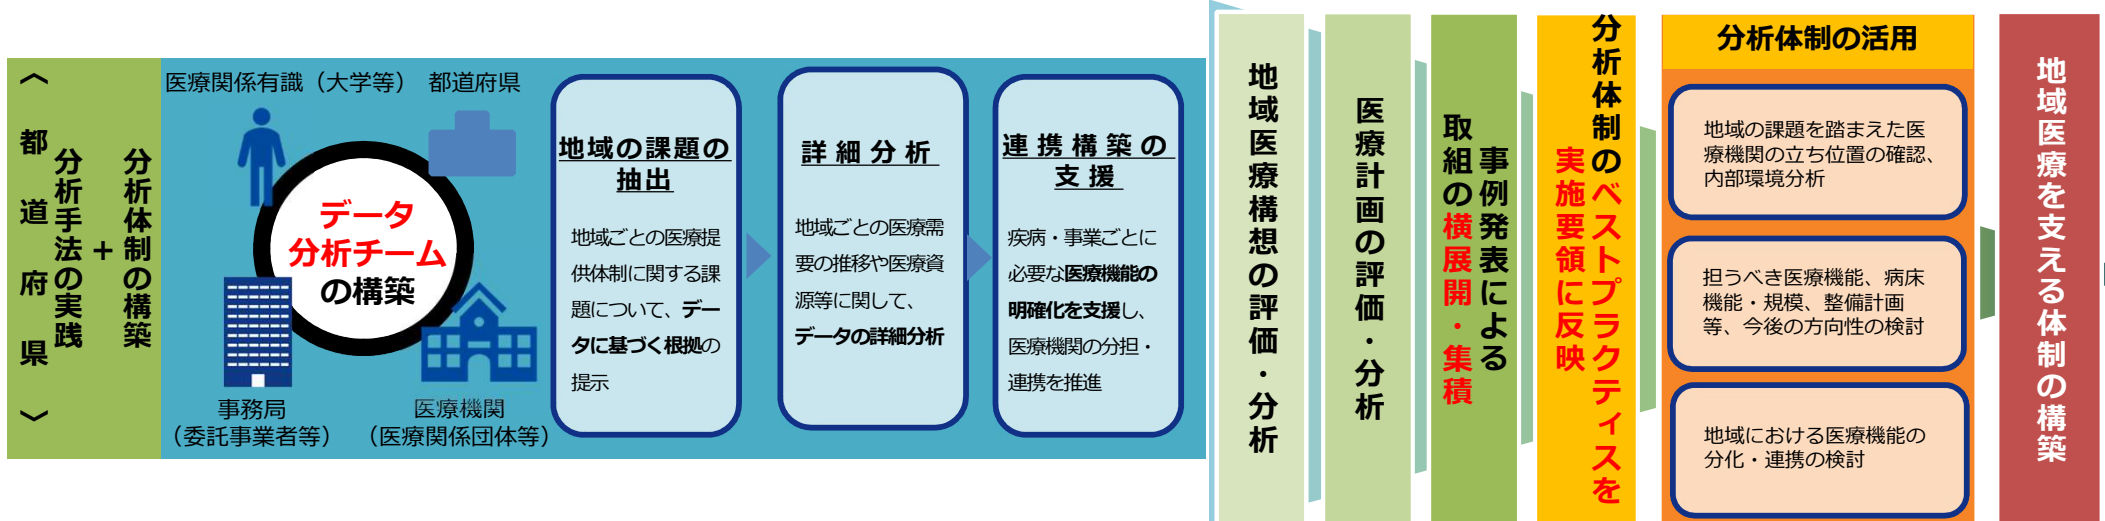 〈都道府県〉
分析体制の構築
+
分析手法の実践
医療関係有識（大学等）
都道府県
データ
分析チーム
の構築
事務局
（委託事業者等）
医療機関
（医療関係団体等）
地域の課題の
抽出
地域ごとの医療提
供体制に関する課
題について、デー
タに基づく根拠の
提示
詳細分析
地域ごとの医療需
要の推移や医療資
源等に関して、
データの詳細分析
連携構築の
支援
疾病・事業ごとに
必要な医療機能の
明確化を支援し、
医療機関の分担・
連携を推進
地域医療構想の評価・分析
医療計画の評価・分析
事例発表による
取組の横展開・集積
分析体制のベストプラクティスを
実施要領に反映
分析体制の活用
地域の課題を踏まえた医
療機関の立ち位置の確認、
内部環境分析
担うべき医療機能、病床
機能・規模、整備計画
等、今後の方向性の検討
地域における医療機能の
分化・連携の検討
地域医療を支える体制の構築